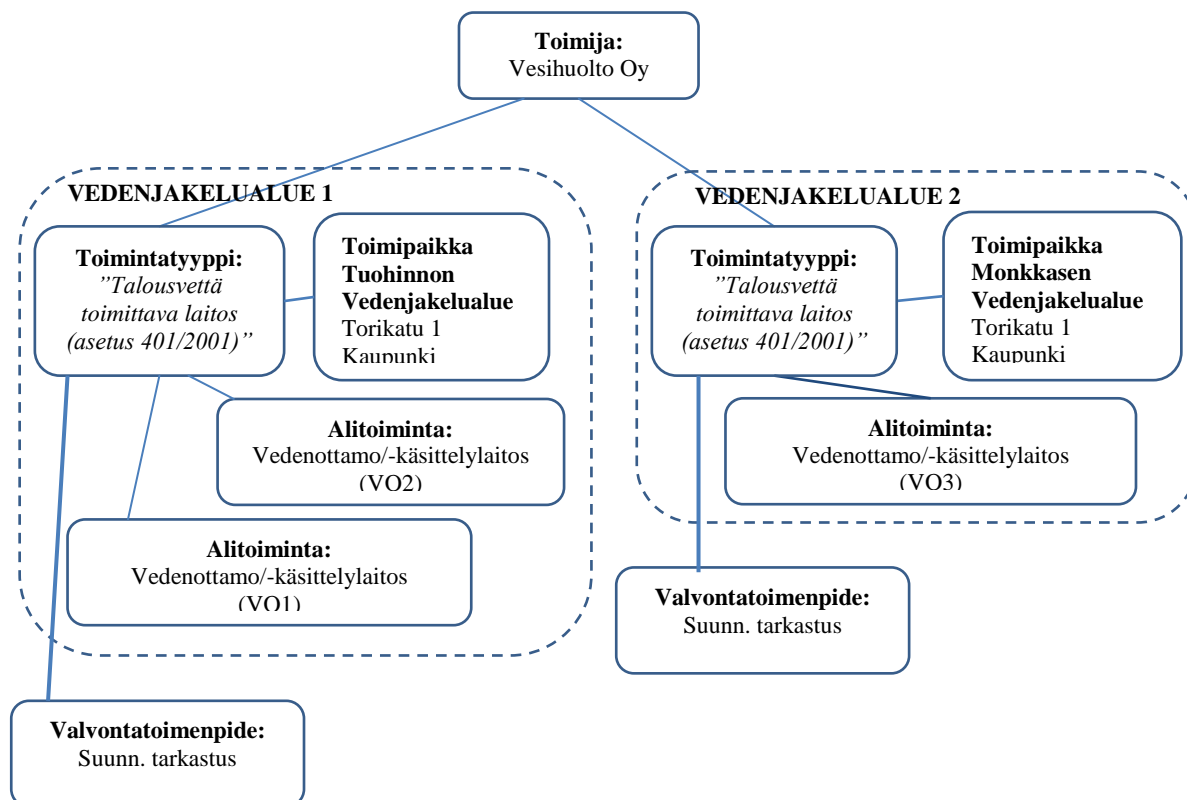 Toimija:
Vesihuolto Oy
VEDENJAKELUALUE 1
Toimintatyyppi:
”Talousvettä
toimittava laitos
(asetus 401/2001)”
Toimipaikka
Tuohinnon
Vedenjakelualue
Torikatu 1
Kaupunki
Alitoiminta:
Vedenottamo/-käsittelylaitos
(VO2)
Alitoiminta:
Vedenottamo/-käsittelylaitos
(VO1)
Valvontatoimenpide:
Suunn. tarkastus
VEDENJAKELUALUE 2
Toimintatyyppi:
”Talousvettä
toimittava laitos
(asetus 401/2001)”
Toimipaikka
Monkkasen
Vedenjakelualue
Torikatu 1
Kaupunki
Alitoiminta:
Vedenottamo/-käsittelylaitos
(VO3)
Valvontatoimenpide:
Suunn. tarkastus